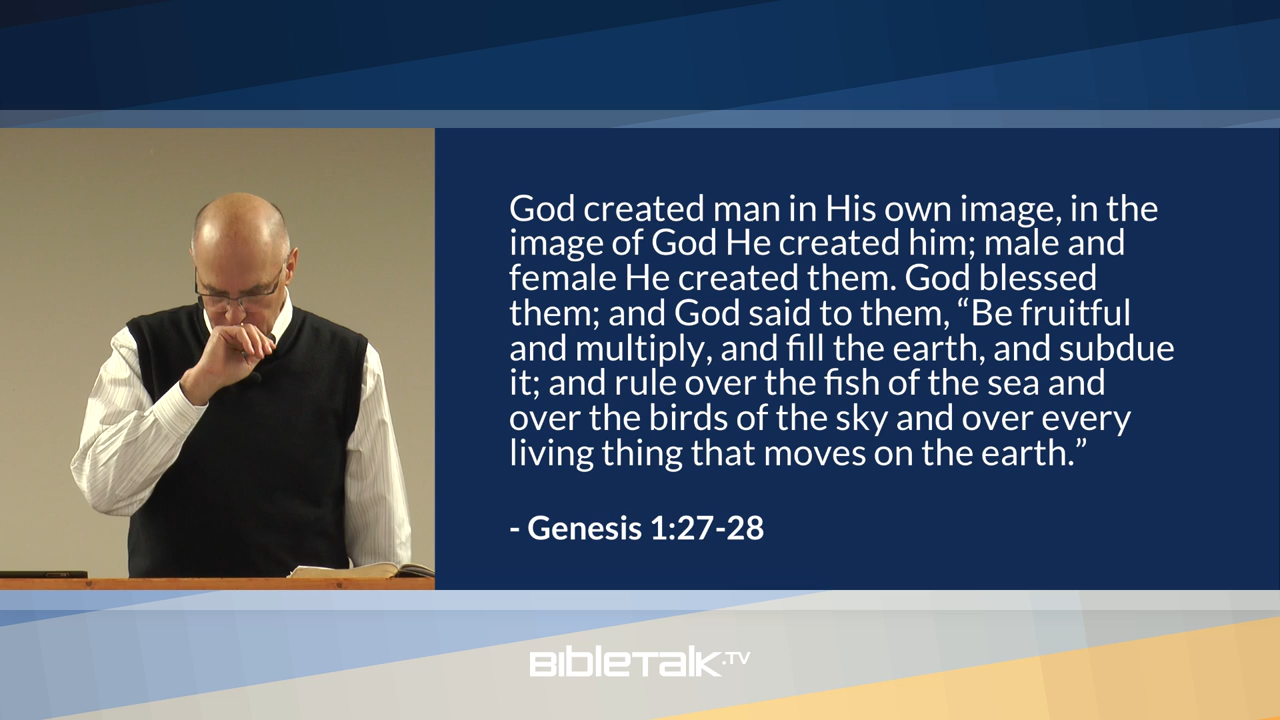 God created man in His own image, in the
image of God He created him; male and
female He created them. God blessed
them; and God said to them, “Be fruitful
and multiply, and fill the earth, and subdue
it; and rule over the fish of the sea and
over the birds of the sky and over every
living thing that moves on the earth.”
- Genesis 1:27-28
BibleTalk.TV